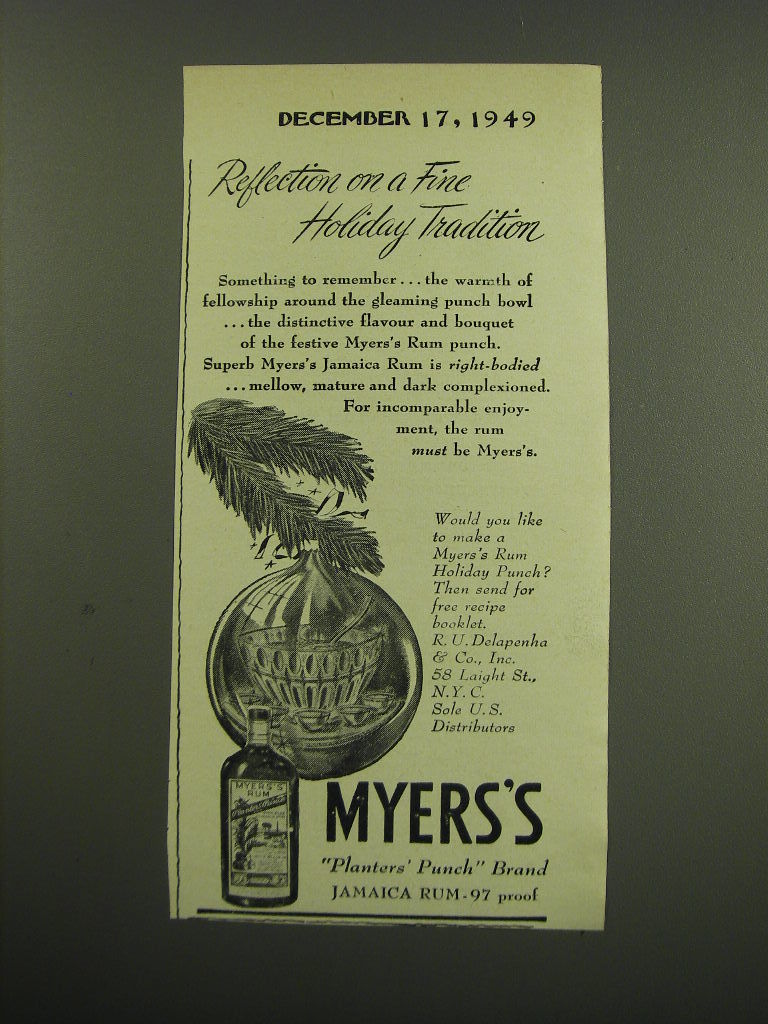 DECEMBER 17, 1949
Reflection on a Fine
Holiday Tradition
Something to remember...the warmth of
fellowship around the gleaming punch bowl
...the distinctive flavour and bouquet
of the festive Myers's Rum punch.
Superb Myers's Jamaica Rum is right-bodied
...mellow, mature and dark complexioned.
For incomparable enjoy-
ment, the rum
must be Myers's.
Would you like
to make a
Myers's Rum
Holiday Punch?
Then send for
free recipe
booklet.
R. U. Delapenha
& Co., Inc.
58 Laight St.,
N.Y.C.
Sole U.S.
Distributors
MYERS'S
RUM
Planters' Punch
MYERS'S
"Planters' Punch" Brand
JAMAICA RUM-97 proof